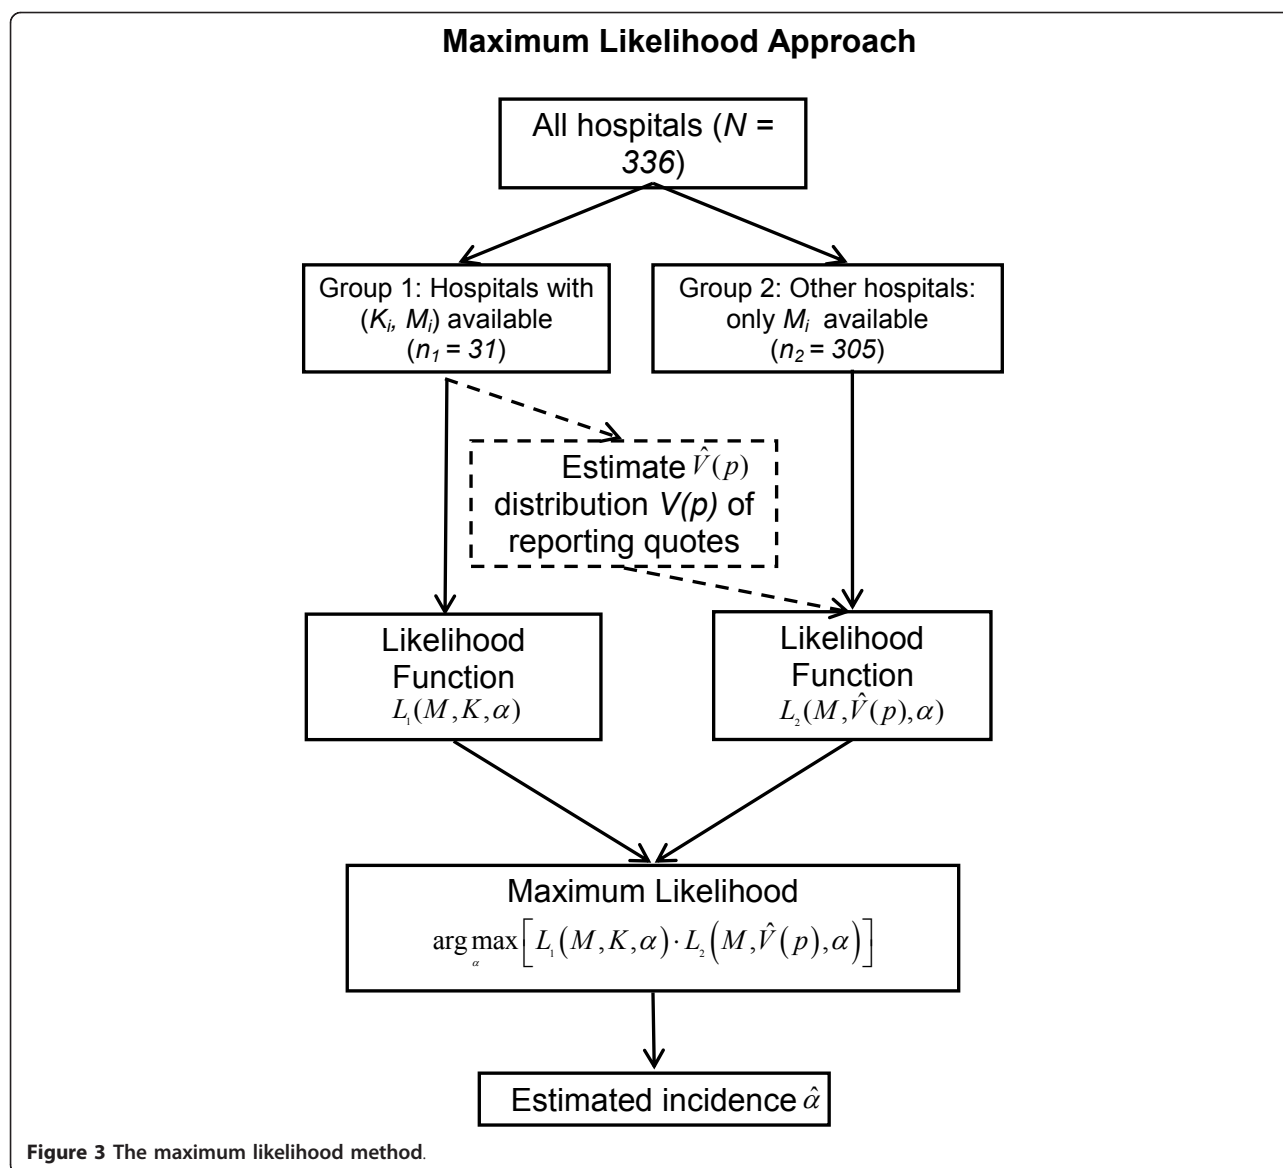 Maximum Likelihood Approach
All hospitals (N =
336)
Group 1: Hospitals with
(Kᵢ, Mᵢ) available
(n₁ = 31)
Group 2: Other hospitals:
only Mᵢ available
(n₂ = 305)
Estimate V̂(p)
distribution V(p) of
reporting quotes
Likelihood
Function
L₁(M,K,α)
Likelihood
Function
L₂(M,V̂(p),α)
Maximum Likelihood
arg max[L₁(M,K,α)·L₂(M,V̂(p),α)]
α
Estimated incidence α̂
Figure 3 The maximum likelihood method.